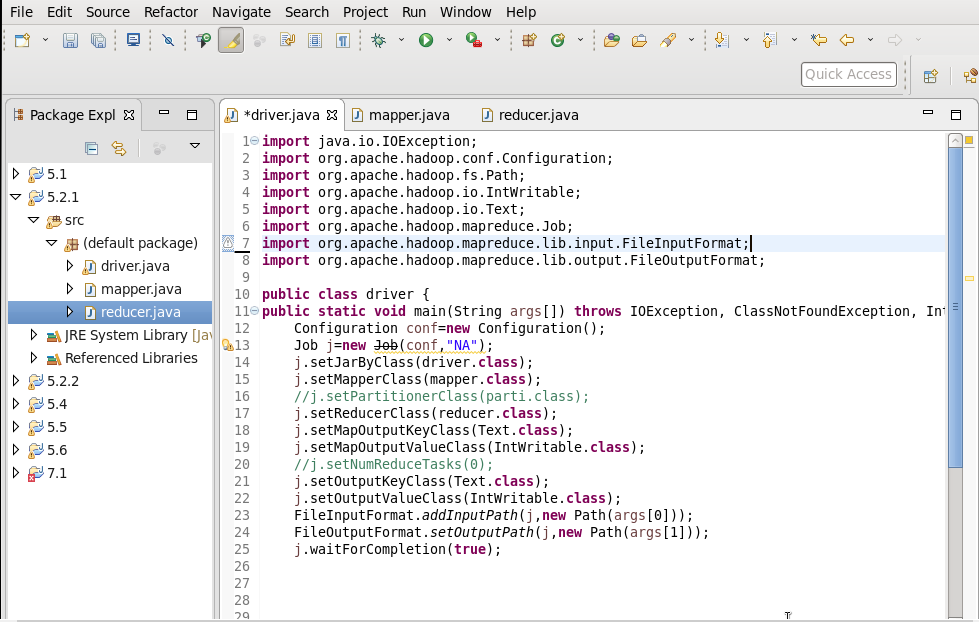 File Edit Source Refactor Navigate Search Project Run Window Help
Quick Access
Package Expl
*driver.java mapper.java reducer.java
5.1
5.2.1
src
(default package)
driver.java
mapper.java
reducer.java
JRE System Library [Jav
Referenced Libraries
5.2.2
5.4
5.5
5.6
7.1
1 import java.io.IOException;
2 import org.apache.hadoop.conf.Configuration;
3 import org.apache.hadoop.fs.Path;
4 import org.apache.hadoop.io.IntWritable;
5 import org.apache.hadoop.io.Text;
6 import org.apache.hadoop.mapreduce.Job;
7 import org.apache.hadoop.mapreduce.lib.input.FileInputFormat;
8 import org.apache.hadoop.mapreduce.lib.output.FileOutputFormat;
9
10 public class driver {
11 public static void main(String args[]) throws IOException, ClassNotFoundException, Int
12 Configuration conf=new Configuration();
13 Job j=new Job(conf,"NA");
14 j.setJarByClass(driver.class);
15 j.setMapperClass(mapper.class);
16 //j.setPartitionerClass(parti.class);
17 j.setReducerClass(reducer.class);
18 j.setMapOutputKeyClass(Text.class);
19 j.setMapOutputValueClass(IntWritable.class);
20 //j.setNumReduceTasks(0);
21 j.setOutputKeyClass(Text.class);
22 j.setOutputValueClass(IntWritable.class);
23 FileInputFormat.addInputPath(j,new Path(args[0]));
24 FileOutputFormat.setOutputPath(j,new Path(args[1]));
25 j.waitForCompletion(true);
26
27
28
29